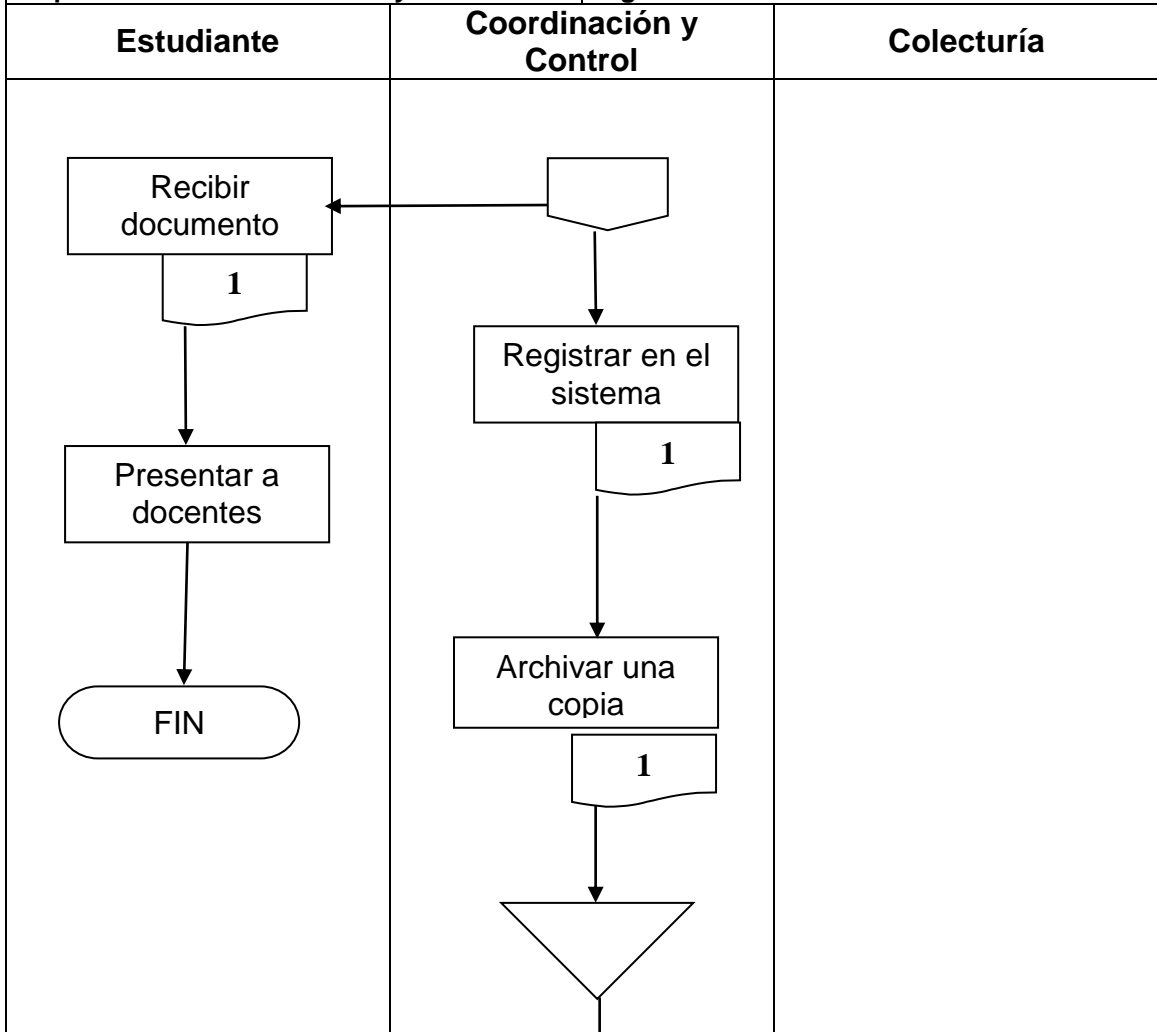 Estudiante
Coordinación y
Control
Colecturía
Recibir
documento
1
Registrar en el
sistema
1
Presentar a
docentes
Archivar una
copia
FIN
1